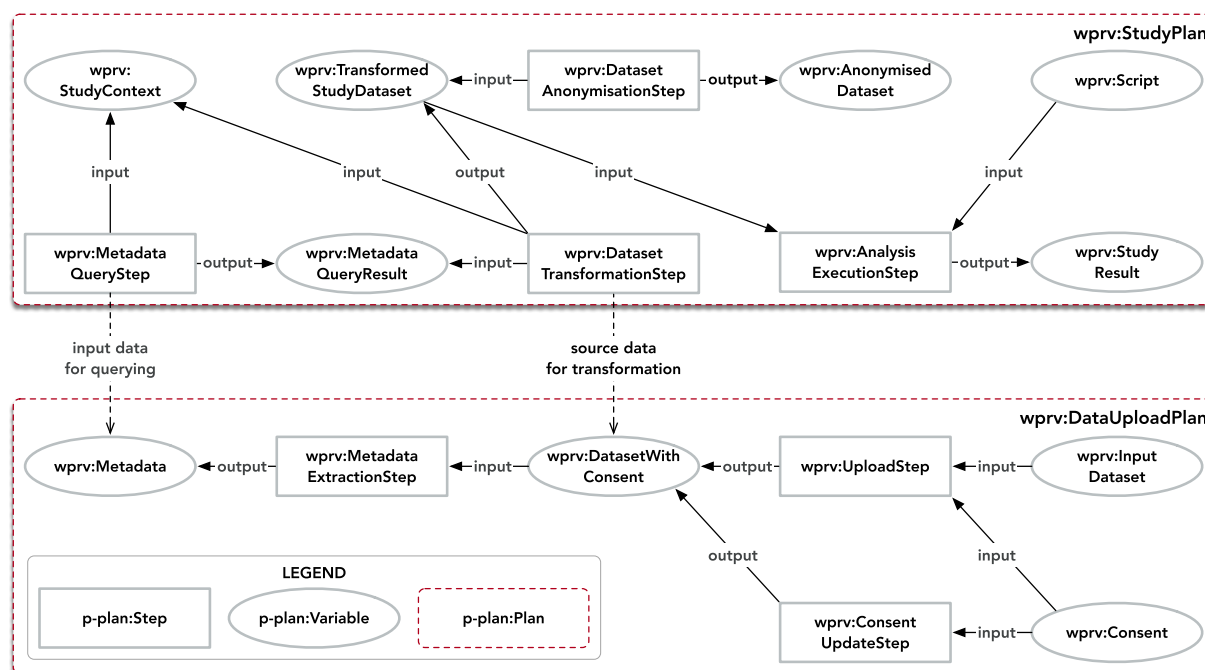 wprv:StudyPlan
wprv:
StudyContext
wprv:Transformed
StudyDataset
input
wprv:Dataset
AnonymisationStep
output
wprv:Anonymised
Dataset
wprv:Script
input
input
output
input
input
wprv:Metadata
QueryStep
output
wprv:Metadata
QueryResult
input
wprv:Dataset
TransformationStep
wprv:Analysis
ExecutionStep
output
wprv:Study
Result
input data
for querying
source data
for transformation
wprv:DataUploadPlan
wprv:Metadata
output
wprv:Metadata
ExtractionStep
input
wprv:DatasetWith
Consent
output
wprv:UploadStep
input
wprv:Input
Dataset
output
input
wprv:Consent
UpdateStep
input
wprv:Consent
LEGEND
p-plan:Step
p-plan:Variable
p-plan:Plan